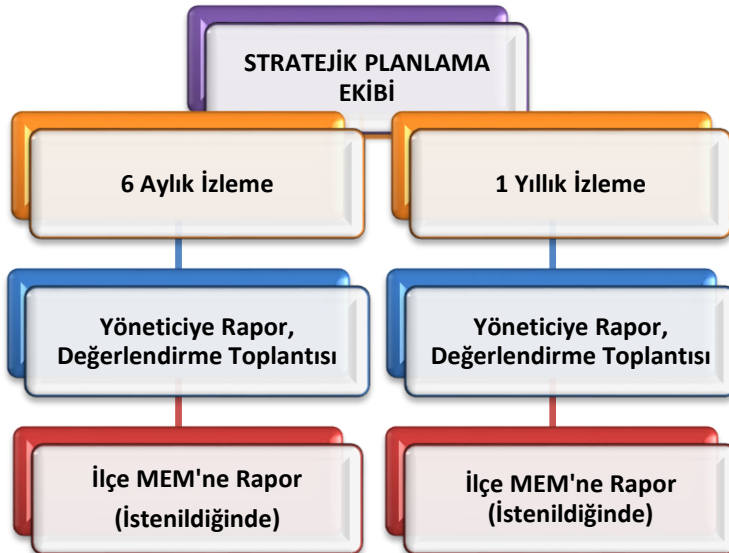 STRATEJİK PLANLAMA
EKİBİ
6 Aylık İzleme
1 Yıllık İzleme
Yöneticiye Rapor,
Değerlendirme Toplantısı
Yöneticiye Rapor,
Değerlendirme Toplantısı
İlçe MEM'ne Rapor
(İstenildiğinde)
İlçe MEM'ne Rapor
(İstenildiğinde)